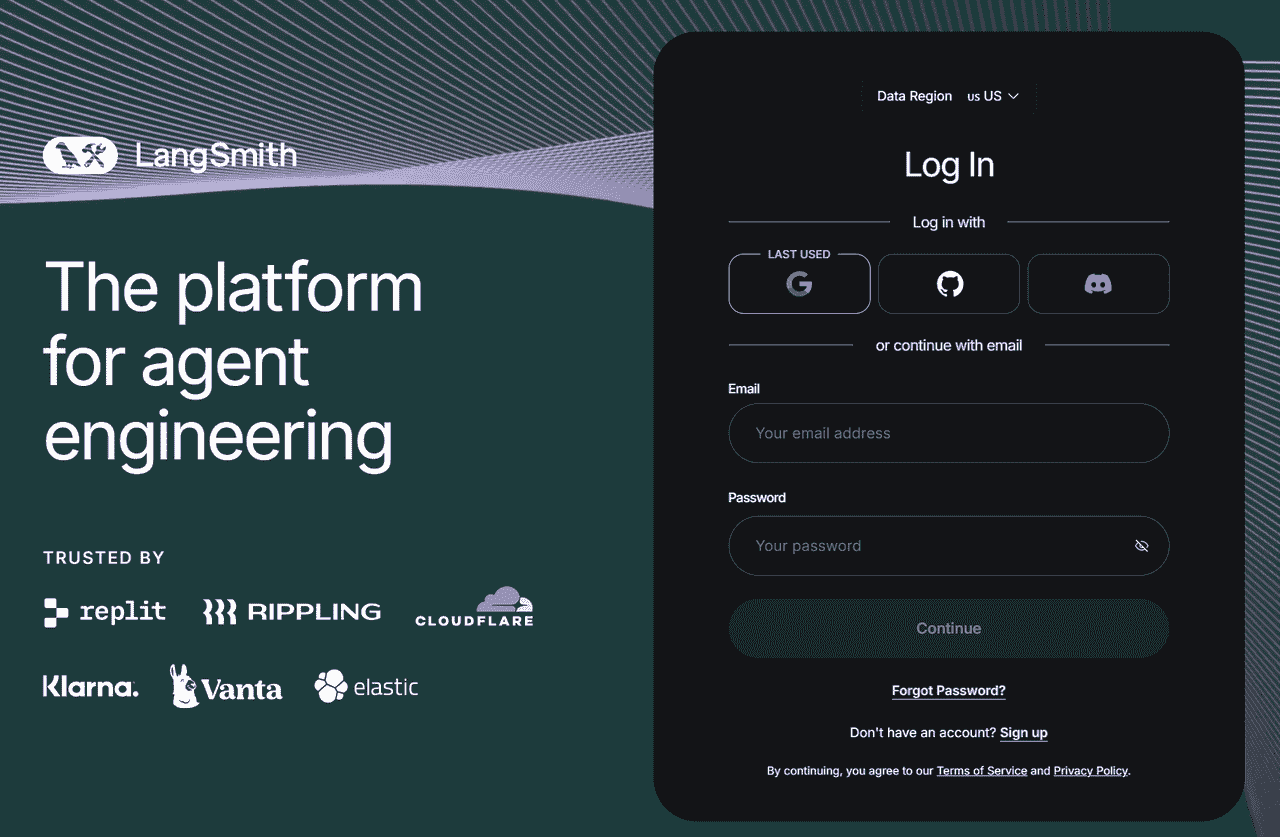 LangSmith
The platform
for agent
engineering
TRUSTED BY
replit
RIPPLING
CLOUDFLARE
Klarna.
Vanta
elastic
Data Region us US
Log In
Log in with
LAST USED
or continue with email
Email
Your email address
Password
Your password
Continue
Forgot Password?
Don't have an account? Sign up
By continuing, you agree to our Terms of Service and Privacy Policy.